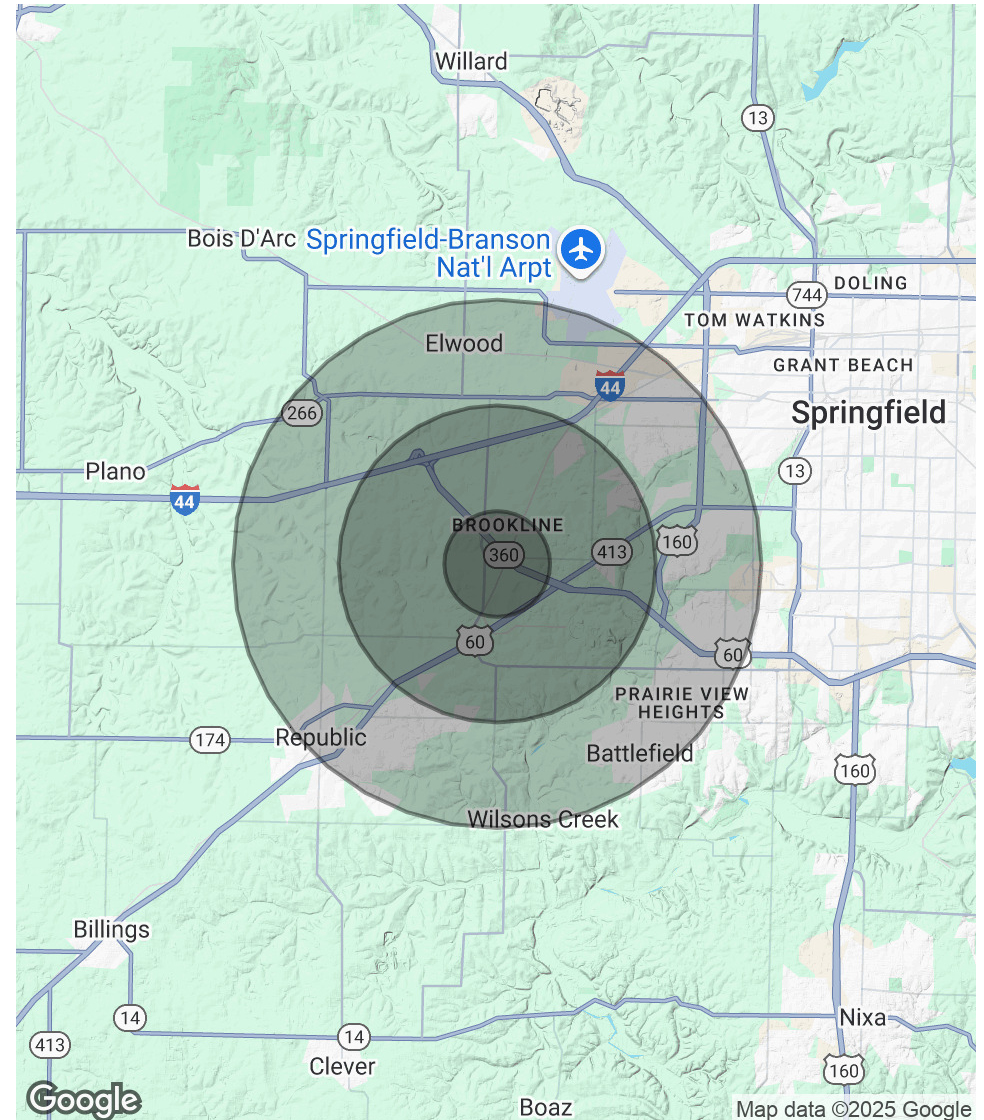 Willard
13
Bois D'Arc
Springfield-Branson
Nat'l Arpt
DOLING
744
TOM WATKINS
Elwood
GRANT BEACH
44
266
Springfield
Plano
13
44
BROOKLINE
360
413
160
60
60
PRAIRIE VIEW
HEIGHTS
174
Republic
Battlefield
160
Wilsons Creek
Billings
14
Nixa
14
413
Clever
160
Google
Boaz
Map data ©2025 Google